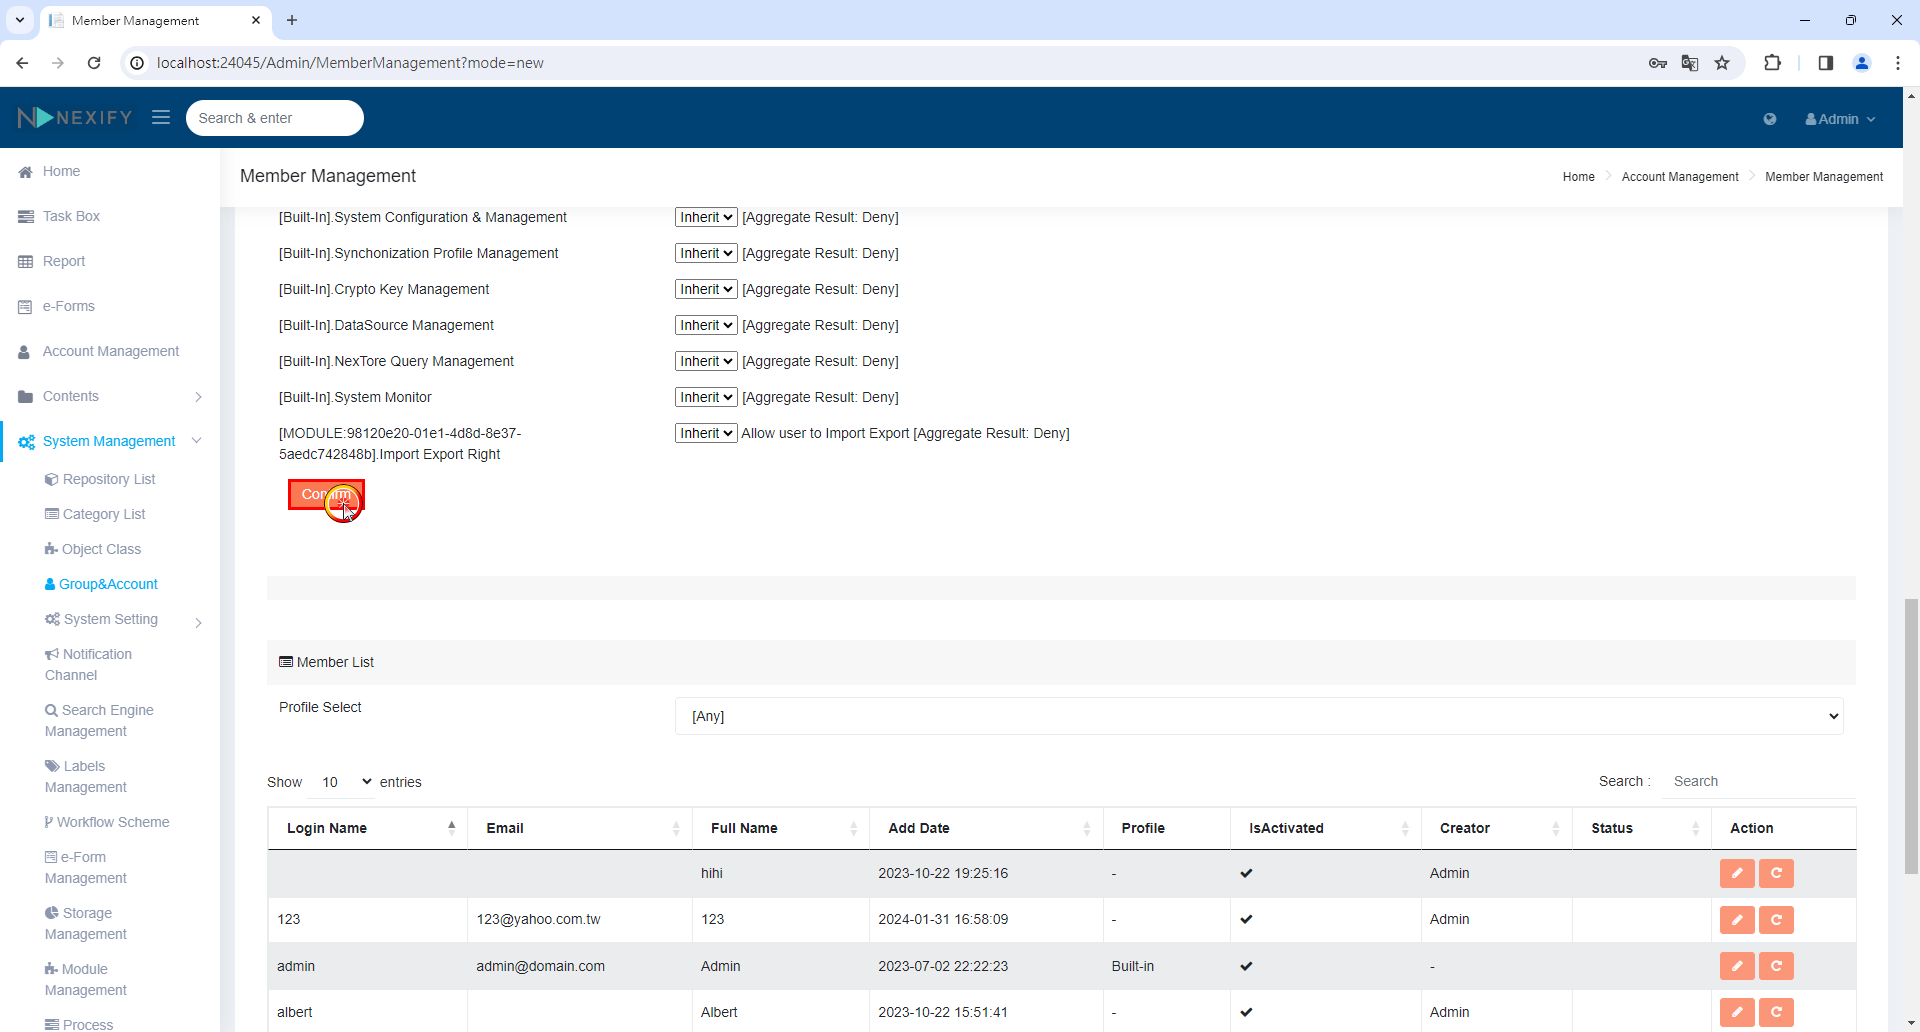 Member Management
localhost:24045/Admin/MemberManagement?mode=new
NEXIFY
Search & enter
Admin
Home
Task Box
Report
e-Forms
Account Management
Contents
System Management
Repository List
Category List
Object Class
Group&Account
System Setting
Notification
Channel
Search Engine
Management
Labels
Management
Workflow Scheme
e-Form
Management
Storage
Management
Module
Management
Process
Member Management
Home Account Management Member Management
[Built-In].System Configuration & Management Inherit [Aggregate Result: Deny]
[Built-In].Synchonization Profile Management Inherit [Aggregate Result: Deny]
[Built-In].Crypto Key Management Inherit [Aggregate Result: Deny]
[Built-In].DataSource Management Inherit [Aggregate Result: Deny]
[Built-In].NexTore Query Management Inherit [Aggregate Result: Deny]
[Built-In].System Monitor Inherit [Aggregate Result: Deny]
[MODULE:98120e20-01e1-4d8d-8e37- Inherit Allow user to Import Export [Aggregate Result: Deny]
5aedc742848b].Import Export Right
Confirm
Member List
Profile Select [Any]
Show 10 entries Search : Search
Login Name Email Full Name Add Date Profile IsActivated Creator Status Action
hihi 2023-10-22 19:25:16 - Admin
123 123@yahoo.com.tw 123 2024-01-31 16:58:09 - Admin
admin admin@domain.com Admin 2023-07-02 22:22:23 Built-in -
albert Albert 2023-10-22 15:51:41 - Admin